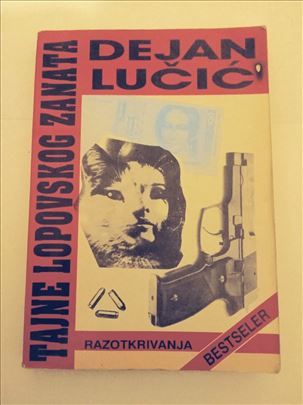 DEJAN
LUČIĆ
TAJNE LOPOVSKOG ZANATA
RAZOTKRIVANJA
BESTSELER